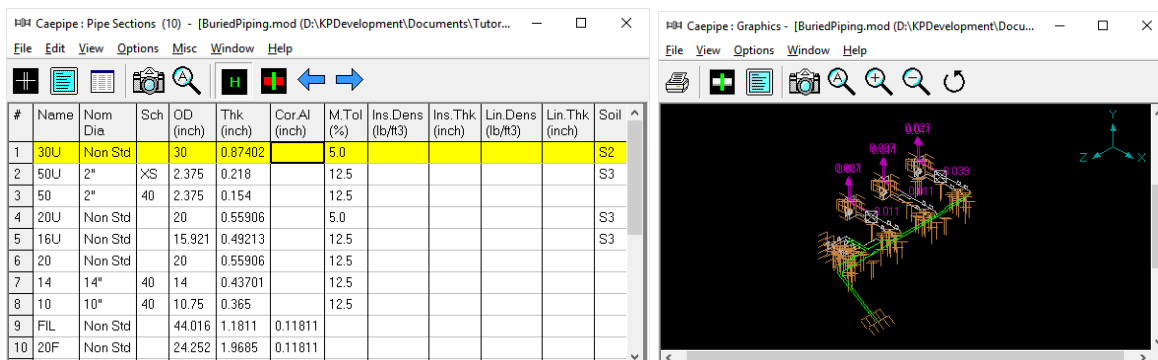 Caepipe : Pipe Sections (10) - [BuriedPiping.mod (D:\KPDevelopment\Documents\Tutor...
File Edit View Options Misc Window Help
# Name Nom Dia Sch OD (inch) Thk (inch) Cor.Al (inch) M.Tol (%) Ins.Dens (lb/ft3) Ins.Thk (inch) Lin.Dens (lb/ft3) Lin.Thk (inch) Soil
1 30U Non Std 30 0.87402 5.0 S2
2 50U 2" XS 2.375 0.218 12.5 S3
3 50 2" 40 2.375 0.154 12.5
4 20U Non Std 20 0.55906 5.0 S3
5 16U Non Std 15.921 0.49213 12.5 S3
6 20 Non Std 20 0.55906 12.5
7 14 14" 40 14 0.43701 12.5
8 10 10" 40 10.75 0.365 12.5
9 FIL Non Std 44.016 1.1811 0.11811
10 20F Non Std 24.252 1.9685 0.11811
Caepipe : Graphics - [BuriedPiping.mod (D:\KPDevelopment\Docu...
File View Options Window Help
Y
Z X
0.039
0.011
0.011